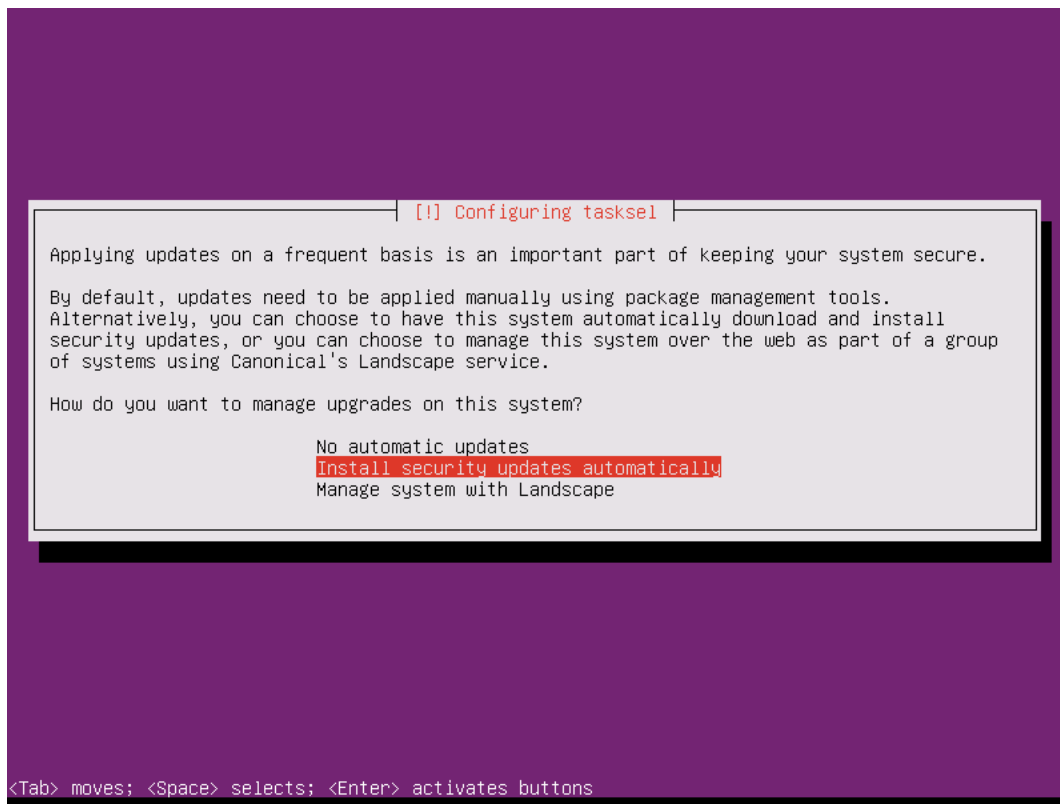 [!] Configuring tasksel
Applying updates on a frequent basis is an important part of keeping your system secure.
By default, updates need to be applied manually using package management tools.
Alternatively, you can choose to have this system automatically download and install
security updates, or you can choose to manage this system over the web as part of a group
of systems using Canonical's Landscape service.
How do you want to manage upgrades on this system?
No automatic updates
Install security updates automatically
Manage system with Landscape
<Tab> moves; <Space> selects; <Enter> activates buttons